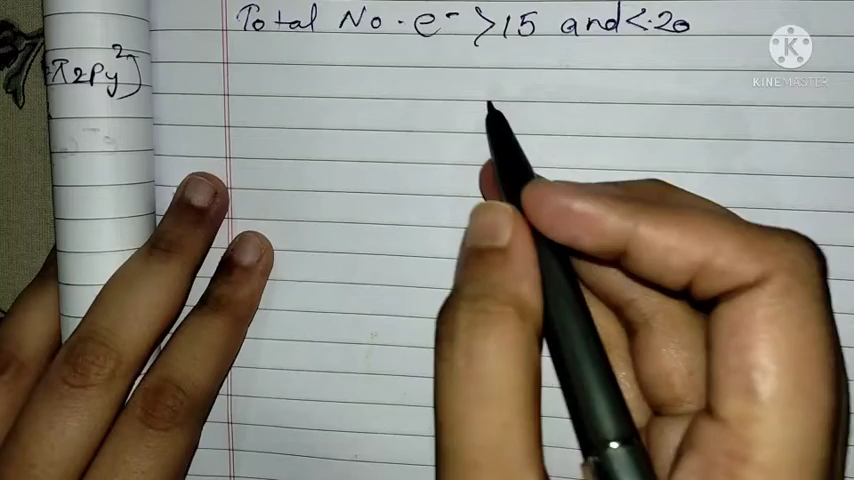 Total No. e⁻ >15 and <.20
π2Py²)
KINEMASTER